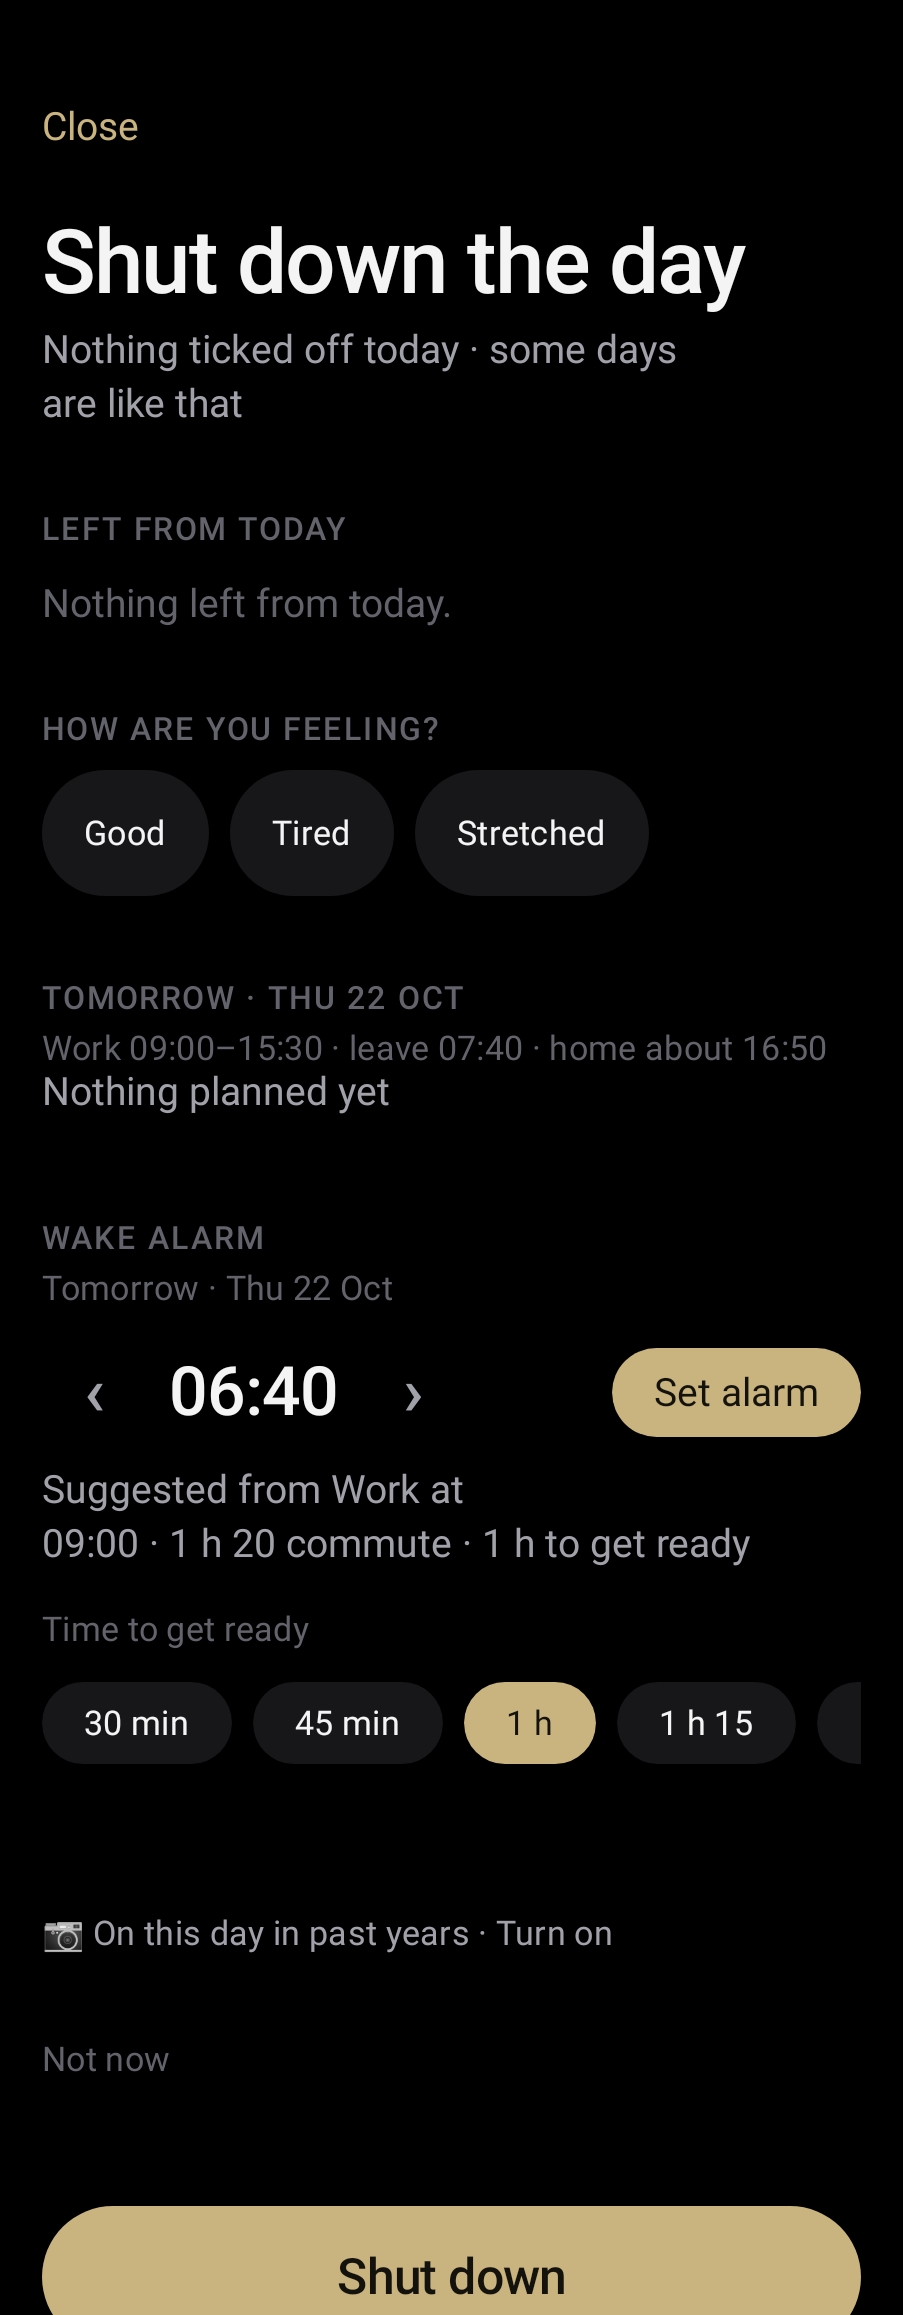 Close
Shut down the day
Nothing ticked off today · some days
are like that
LEFT FROM TODAY
Nothing left from today.
HOW ARE YOU FEELING?
Good Tired Stretched
TOMORROW · THU 22 OCT
Work 09:00–15:30 · leave 07:40 · home about 16:50
Nothing planned yet
WAKE ALARM
Tomorrow · Thu 22 Oct
‹ 06:40 › Set alarm
Suggested from Work at
09:00 · 1 h 20 commute · 1 h to get ready
Time to get ready
30 min 45 min 1 h 1 h 15
On this day in past years · Turn on
Not now
Shut down